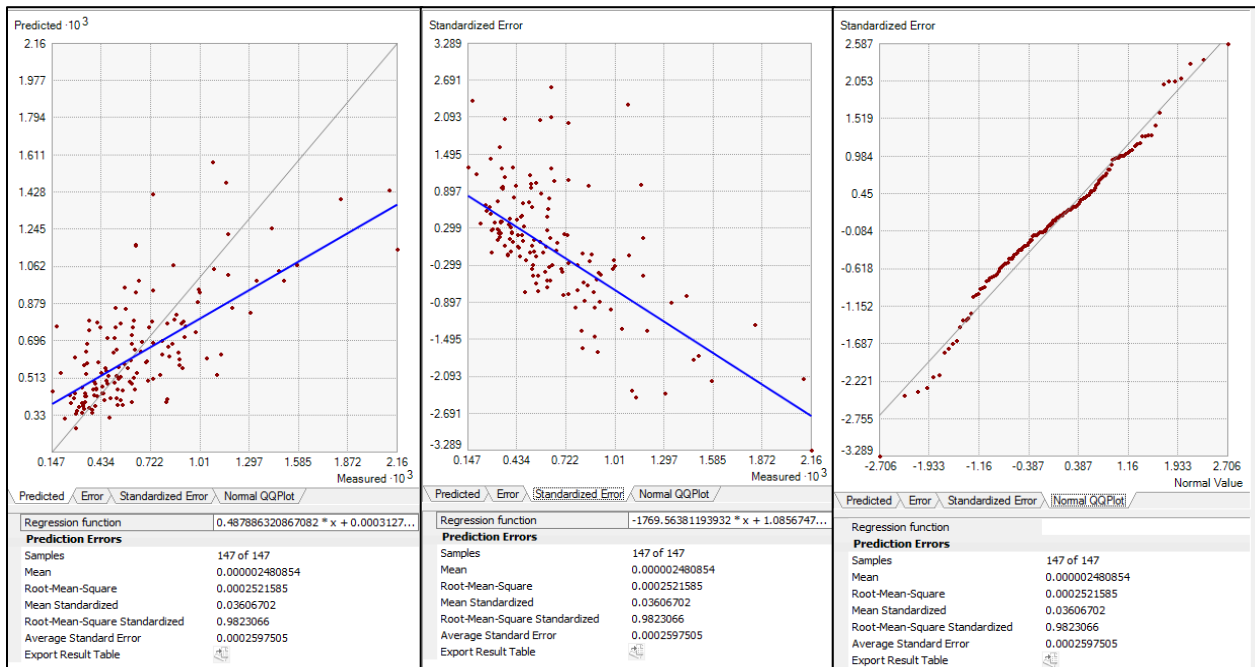 Predicted ·10³
2.16
1.977
1.794
1.611
1.428
1.245
1.062
0.879
0.696
0.513
0.33
0.147 0.434 0.722 1.01 1.297 1.585 1.872 2.16
Measured ·10³
Predicted Error Standardized Error Normal QQPlot
Regression function 0.487886320867082 * x + 0.0003127...
Prediction Errors
Samples 147 of 147
Mean 0.000002480854
Root-Mean-Square 0.0002521585
Mean Standardized 0.03606702
Root-Mean-Square Standardized 0.9823066
Average Standard Error 0.0002597505
Export Result Table
Standardized Error
3.289
2.691
2.093
1.495
0.897
0.299
-0.299
-0.897
-1.495
-2.093
-2.691
-3.289
0.147 0.434 0.722 1.01 1.297 1.585 1.872 2.16
Measured ·10³
Predicted Error Standardized Error Normal QQPlot
Regression function -1769.56381193932 * x + 1.0856747...
Prediction Errors
Samples 147 of 147
Mean 0.000002480854
Root-Mean-Square 0.0002521585
Mean Standardized 0.03606702
Root-Mean-Square Standardized 0.9823066
Average Standard Error 0.0002597505
Export Result Table
Standardized Error
2.587
2.053
1.519
0.984
0.45
-0.084
-0.618
-1.152
-1.687
-2.221
-2.755
-3.289
-2.706 -1.933 -1.16 -0.387 0.387 1.16 1.933 2.706
Normal Value
Predicted Error Standardized Error Normal QQPlot
Regression function
Prediction Errors
Samples 147 of 147
Mean 0.000002480854
Root-Mean-Square 0.0002521585
Mean Standardized 0.03606702
Root-Mean-Square Standardized 0.9823066
Average Standard Error 0.0002597505
Export Result Table